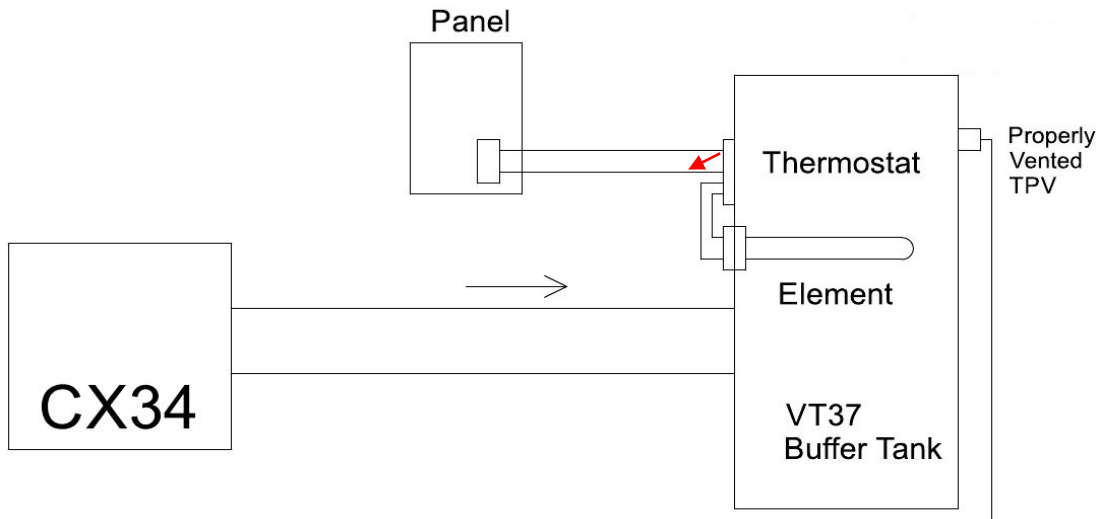 Panel
Properly
Vented
TPV
Thermostat
Element
CX34
VT37
Buffer Tank